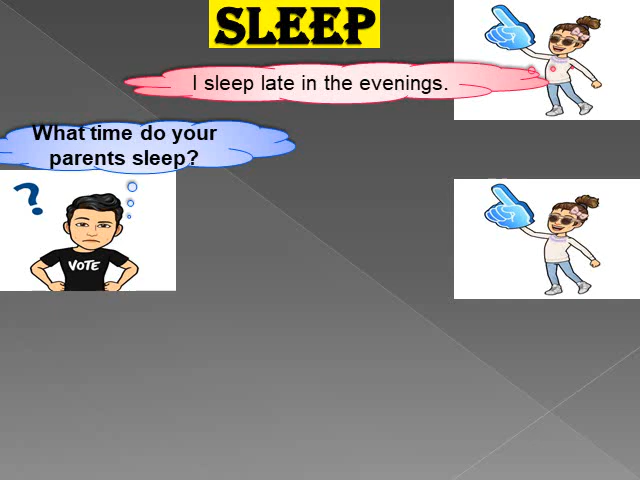 SLEEP
I sleep late in the evenings.
What time do your
parents sleep?
?
VOTE